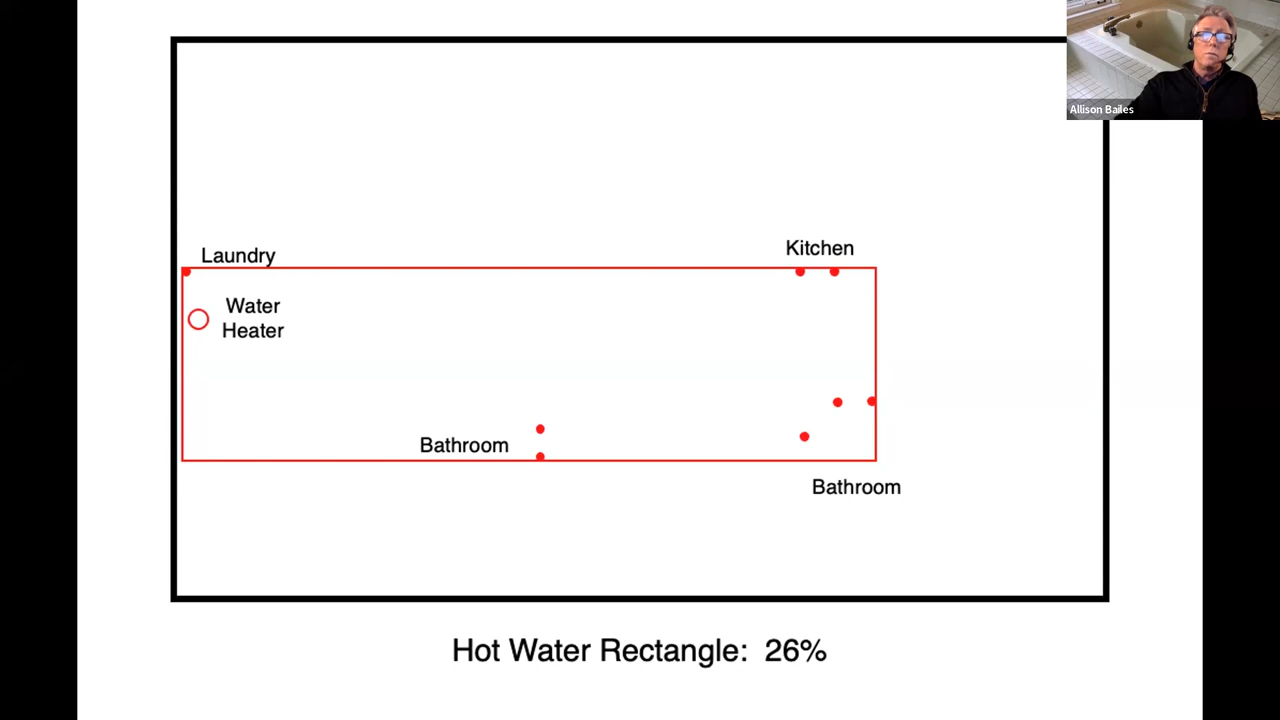 Allison Bailes
Laundry
Kitchen
Water
Heater
Bathroom
Bathroom
Hot Water Rectangle: 26%